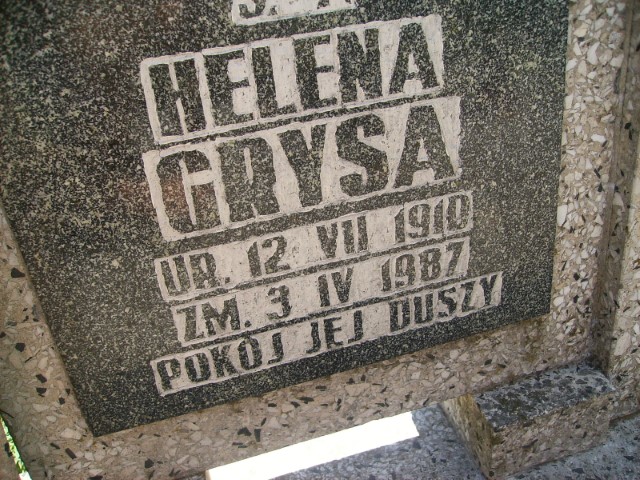 HELENA
GRYSA
UR. 12 VII 1910
ZM. 3 IV 1987
POKÓJ JEJ DUSZY